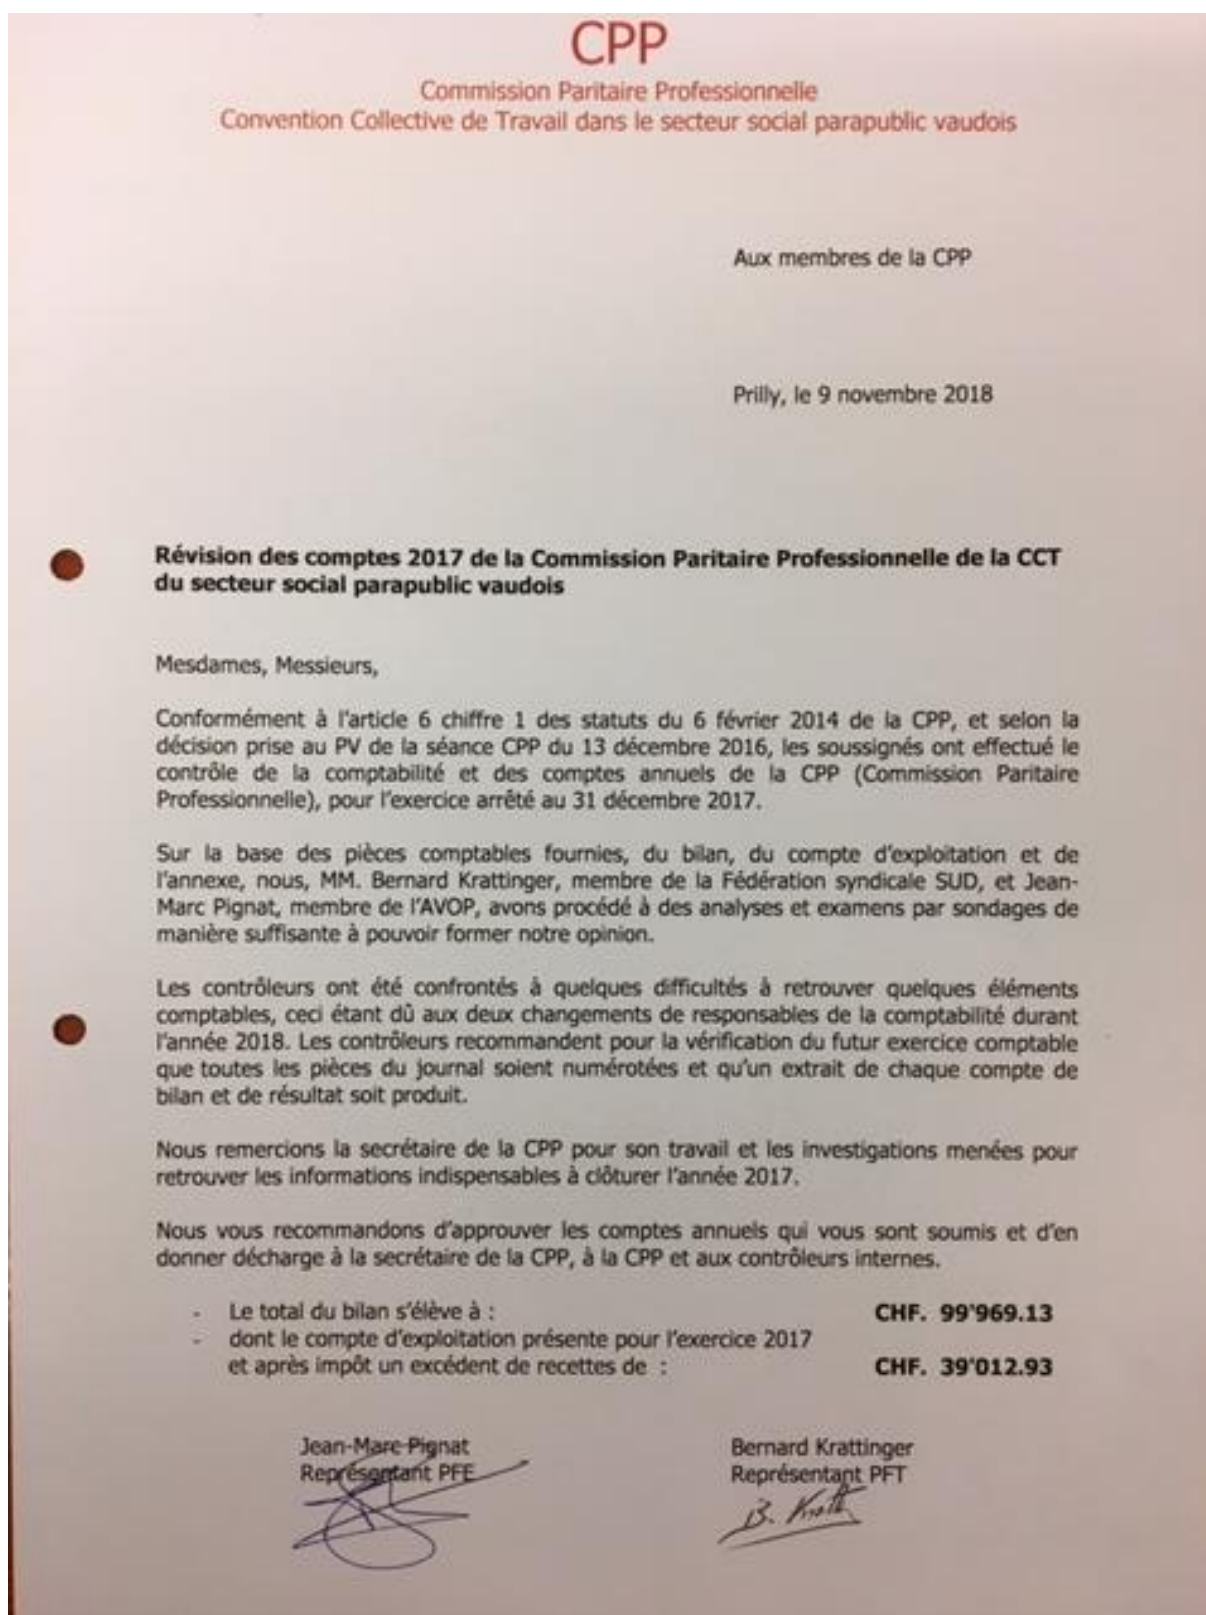 CPP
Commission Paritaire Professionnelle
Convention Collective de Travail dans le secteur social parapublic vaudois
Aux membres de la CPP
Prilly, le 9 novembre 2018
Révision des comptes 2017 de la Commission Paritaire Professionnelle de la CCT
du secteur social parapublic vaudois
Mesdames, Messieurs,
Conformément à l'article 6 chiffre 1 des statuts du 6 février 2014 de la CPP, et selon la
décision prise au PV de la séance CPP du 13 décembre 2016, les soussignés ont effectué le
contrôle de la comptabilité et des comptes annuels de la CPP (Commission Paritaire
Professionnelle), pour l'exercice arrêté au 31 décembre 2017.
Sur la base des pièces comptables fournies, du bilan, du compte d'exploitation et de
l'annexe, nous, MM. Bernard Krattinger, membre de la Fédération syndicale SUD, et Jean-
Marc Pignat, membre de l'AVOP, avons procédé à des analyses et examens par sondages de
manière suffisante à pouvoir former notre opinion.
Les contrôleurs ont été confrontés à quelques difficultés à retrouver quelques éléments
comptables, ceci étant dû aux deux changements de responsables de la comptabilité durant
l'année 2018. Les contrôleurs recommandent pour la vérification du futur exercice comptable
que toutes les pièces du journal soient numérotées et qu'un extrait de chaque compte de
bilan et de résultat soit produit.
Nous remercions la secrétaire de la CPP pour son travail et les investigations menées pour
retrouver les informations indispensables à clôturer l'année 2017.
Nous vous recommandons d'approuver les comptes annuels qui vous sont soumis et d'en
donner décharge à la secrétaire de la CPP, à la CPP et aux contrôleurs internes.
- Le total du bilan s'élève à : CHF. 99'969.13
- dont le compte d'exploitation présente pour l'exercice 2017
et après impôt un excédent de recettes de : CHF. 39'012.93
Jean-Marc Pignat Bernard Krattinger
Représentant PFE Représentant PFT
B.